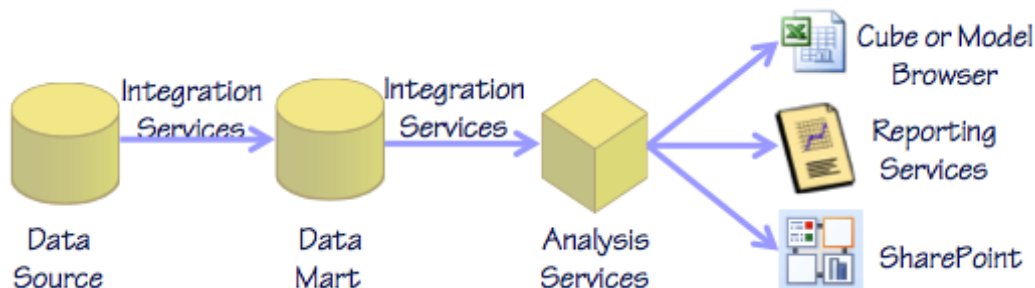 Integration
Services
Integration
Services
Data
Source
Data
Mart
Analysis
Services
Cube or Model
Browser
Reporting
Services
SharePoint